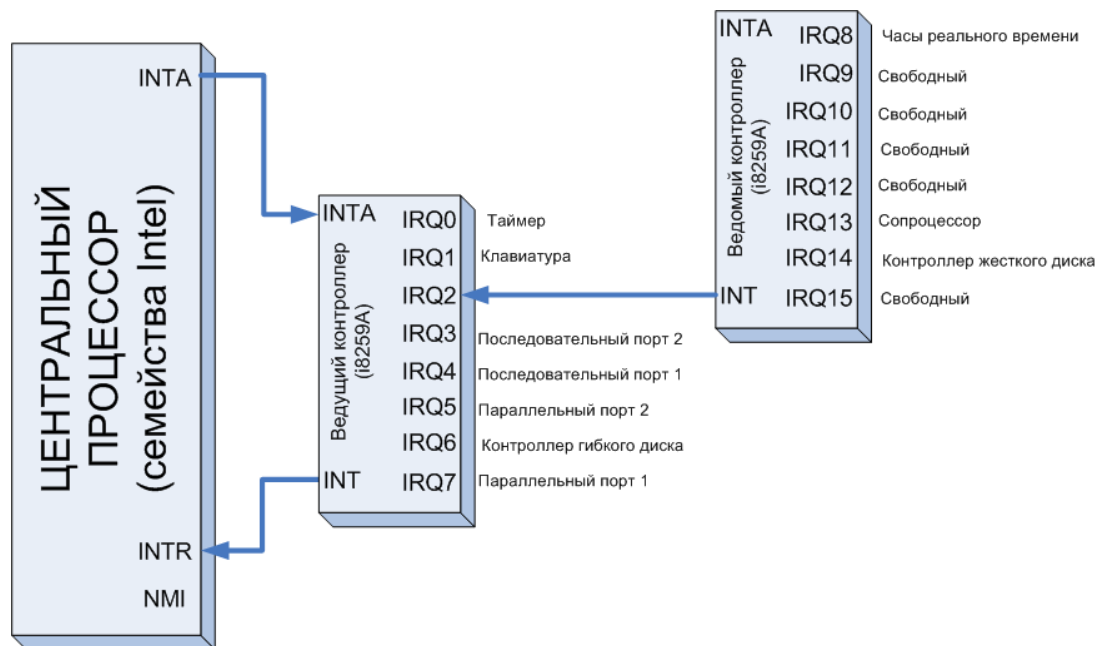 INTA
ЦЕНТРАЛЬНЫЙ
ПРОЦЕССОР
(семейства Intel)
INTR
NMI
INTA
Ведущий контроллер
(i8259A)
INT
IRQ0 Таймер
IRQ1 Клавиатура
IRQ2
IRQ3 Последовательный порт 2
IRQ4 Последовательный порт 1
IRQ5 Параллельный порт 2
IRQ6 Контроллер гибкого диска
IRQ7 Параллельный порт 1
INTA
Ведомый контроллер
(i8259A)
INT
IRQ8 Часы реального времени
IRQ9 Свободный
IRQ10 Свободный
IRQ11 Свободный
IRQ12 Свободный
IRQ13 Сопроцессор
IRQ14 Контроллер жесткого диска
IRQ15 Свободный